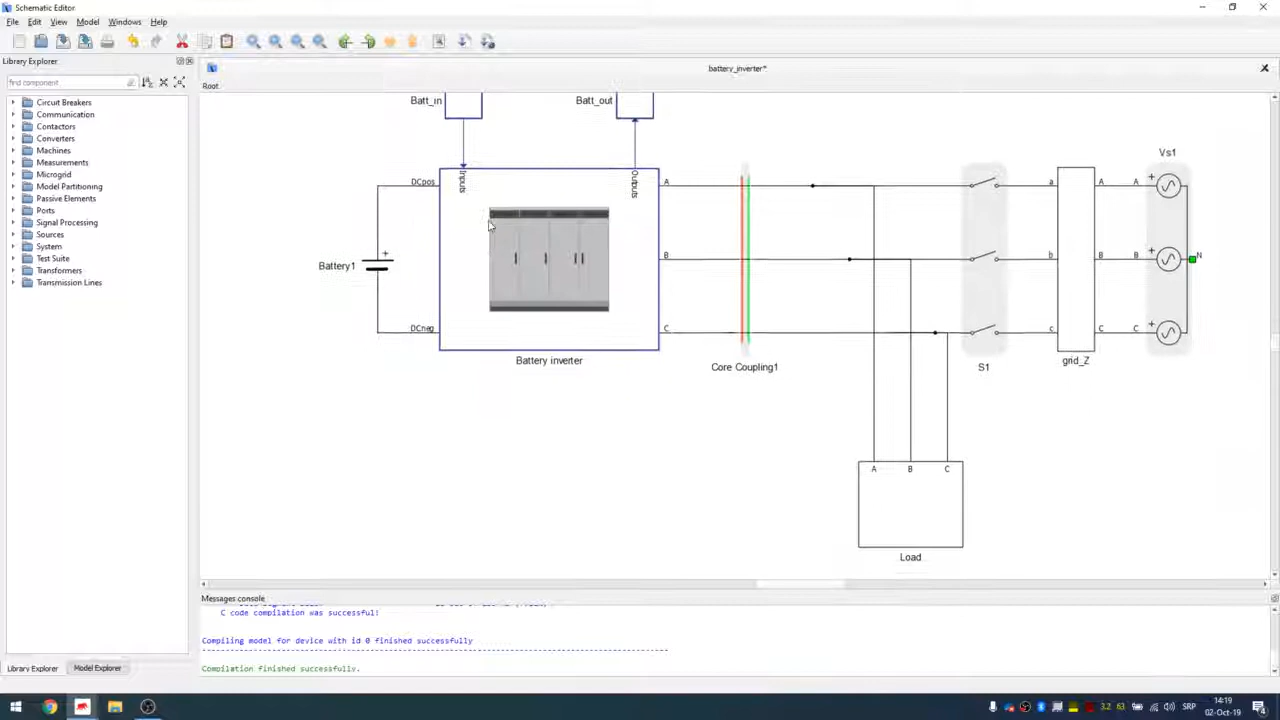 Schematic Editor
File Edit View Model Windows Help
Library Explorer
find component
battery_inverter*
Root.
Circuit Breakers
Communication
Contactors
Converters
Machines
Measurements
Microgrid
Model Partitioning
Passive Elements
Ports
Signal Processing
Sources
System
Test Suite
Transformers
Transmission Lines
Batt_in
Batt_out
Vs1
DCpos
Inputs
Outputs
A
a
A
A
+
Battery1
+
B
b
B
B
+
N
DCneg
C
c
C
C
+
Battery inverter
Core Coupling1
S1
grid_Z
A B C
Load
Messages console
C code compilation was successful!
Compiling model for device with id 0 finished successfully
--------------------------------------------------------------------------------------------
Compilation finished successfully.
Library Explorer Model Explorer
32 63 SRP
14:19
02-Oct-19
4